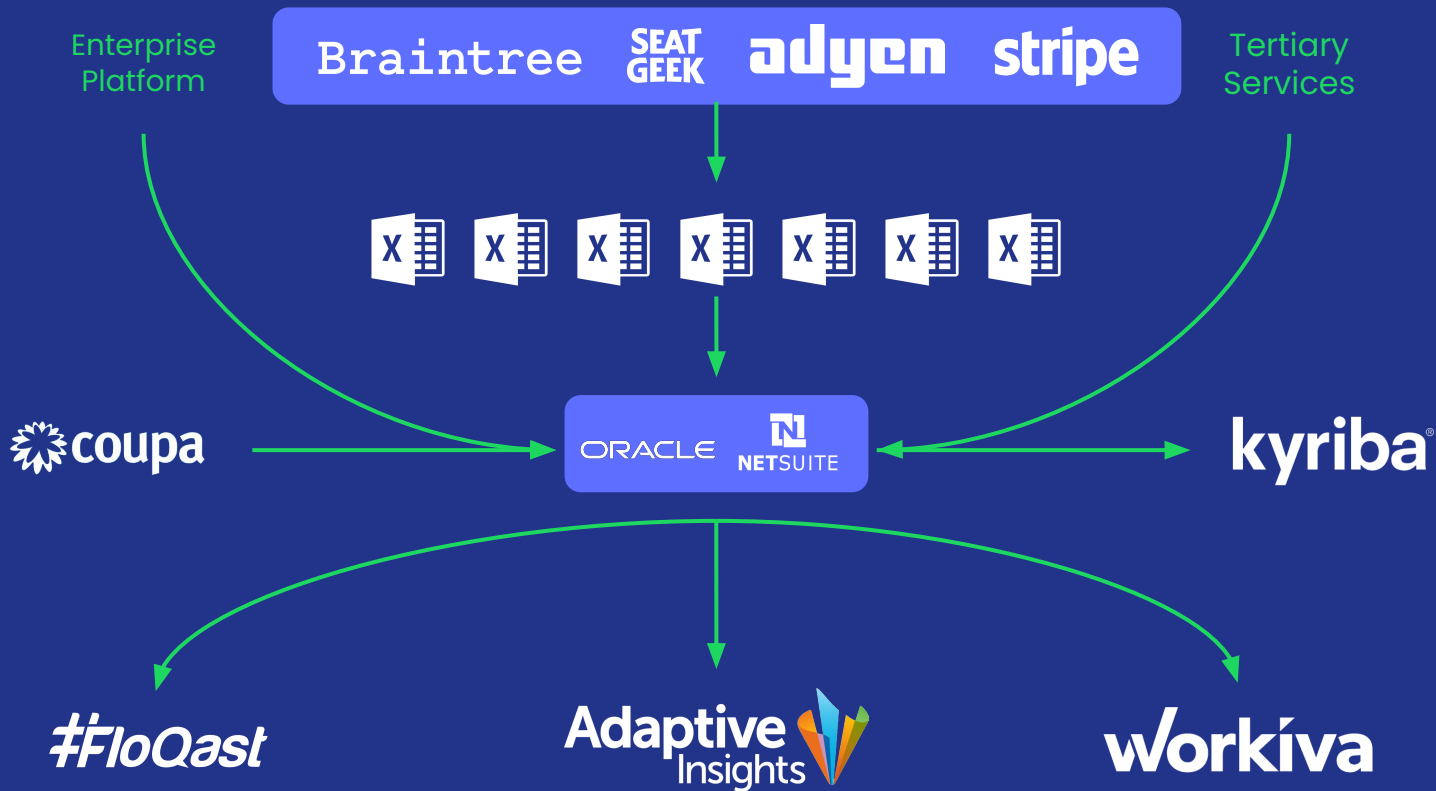 Enterprise
Platform
Braintree
SEAT
GEEK
adyen
stripe
Tertiary
Services
X X X X X X X
coupa
ORACLE
N
NETSUITE
kyriba®
#FloQast
Adaptive
Insights
workiva